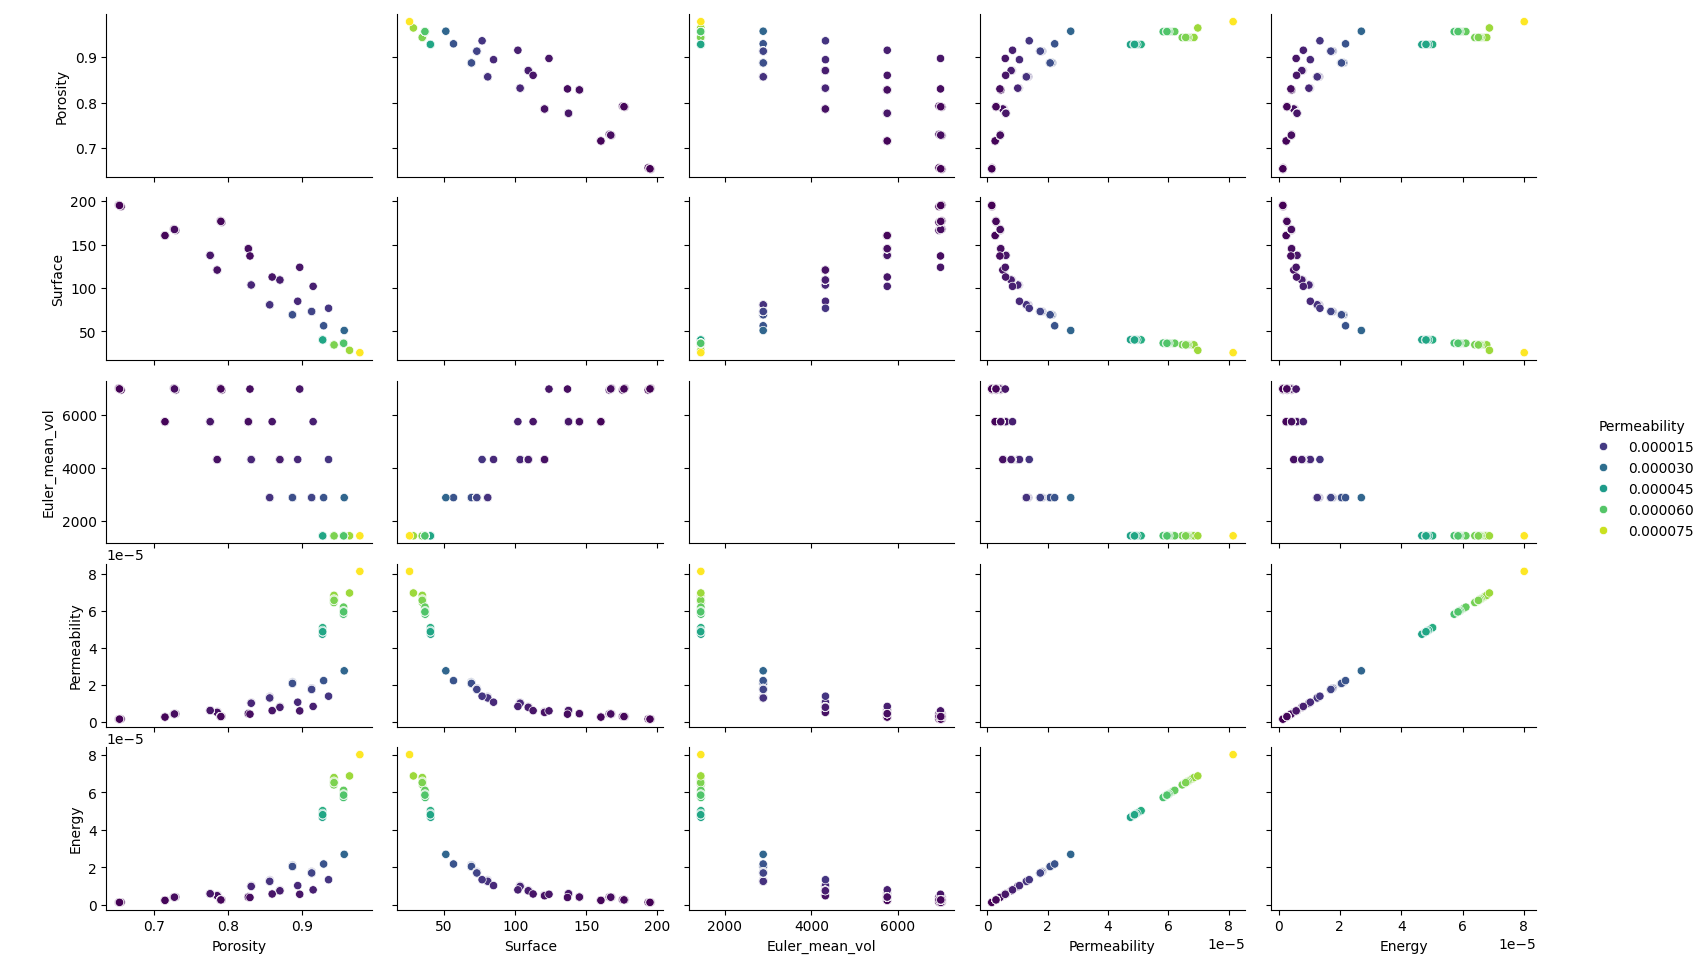 Porosity
0.9
0.8
0.7
Surface
200
150
100
50
Euler_mean_vol
6000
4000
2000
1e−5
Permeability
8
6
4
2
0
1e−5
Energy
8
6
4
2
0
0.7 0.8 0.9
Porosity
50 100 150 200
Surface
2000 4000 6000
Euler_mean_vol
0 2 4 6 8
Permeability 1e−5
0 2 4 6 8
Energy 1e−5
Permeability
0.000015
0.000030
0.000045
0.000060
0.000075